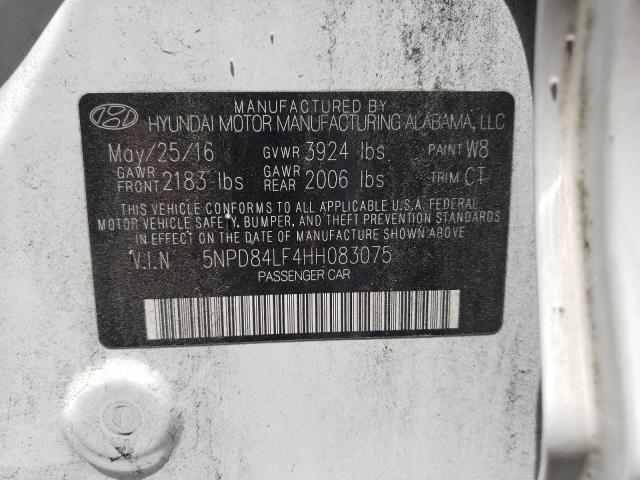 MANUFACTURED BY
HYUNDAI MOTOR MANUFACTURING ALABAMA, LLC
May/25/16 GVWR 3924 lbs PAINT W8
GAWR FRONT 2183 lbs GAWR REAR 2006 lbs TRIM CT
THIS VEHICLE CONFORMS TO ALL APPLICABLE U.S.A. FEDERAL
MOTOR VEHICLE SAFETY, BUMPER, AND THEFT PREVENTION STANDARDS
IN EFFECT ON THE DATE OF MANUFACTURE SHOWN ABOVE.
V.I.N 5NPD84LF4HH083075
PASSENGER CAR